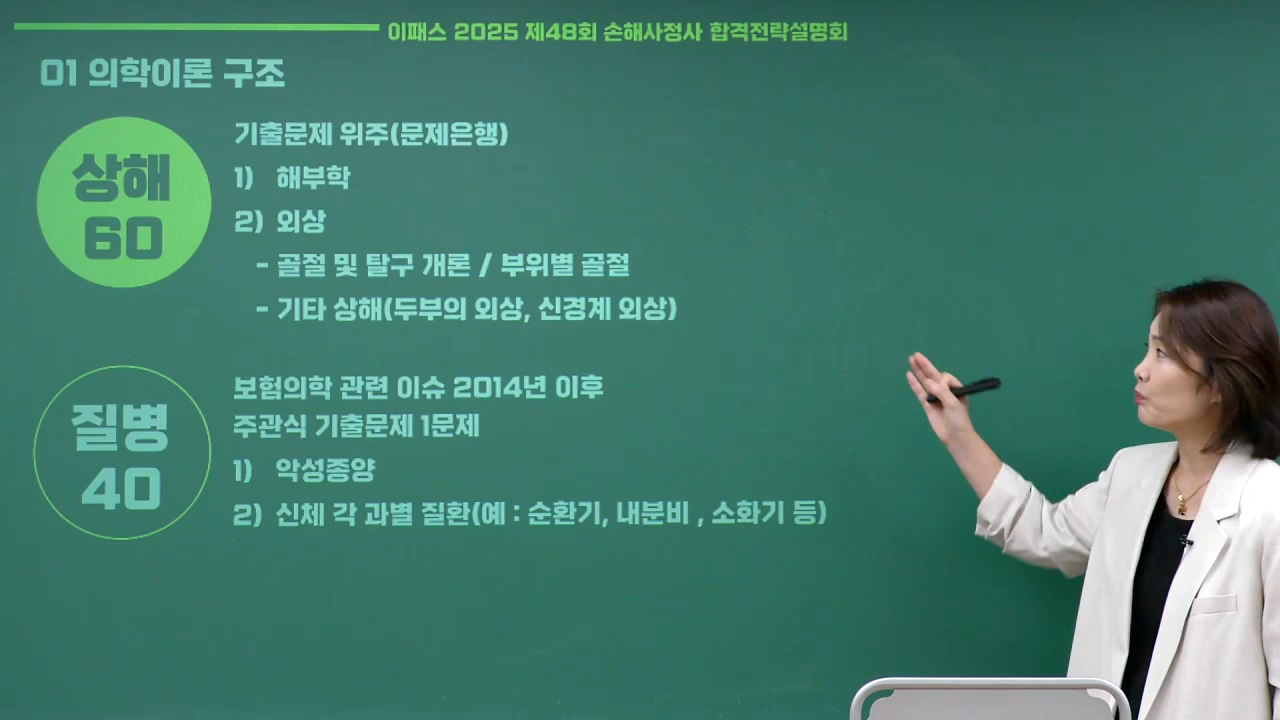 이패스 2025 제48회 손해사정사 합격전략설명회
01 의학이론 구조
상해
60
기출문제 위주(문제은행)
1) 해부학
2) 외상
- 골절 및 탈구 개론 / 부위별 골절
- 기타 상해(두부의 외상, 신경계 외상)
질병
40
보험의학 관련 이슈 2014년 이후
주관식 기출문제 1문제
1) 악성종양
2) 신체 각 과별 질환(예 : 순환기, 내분비 , 소화기 등)